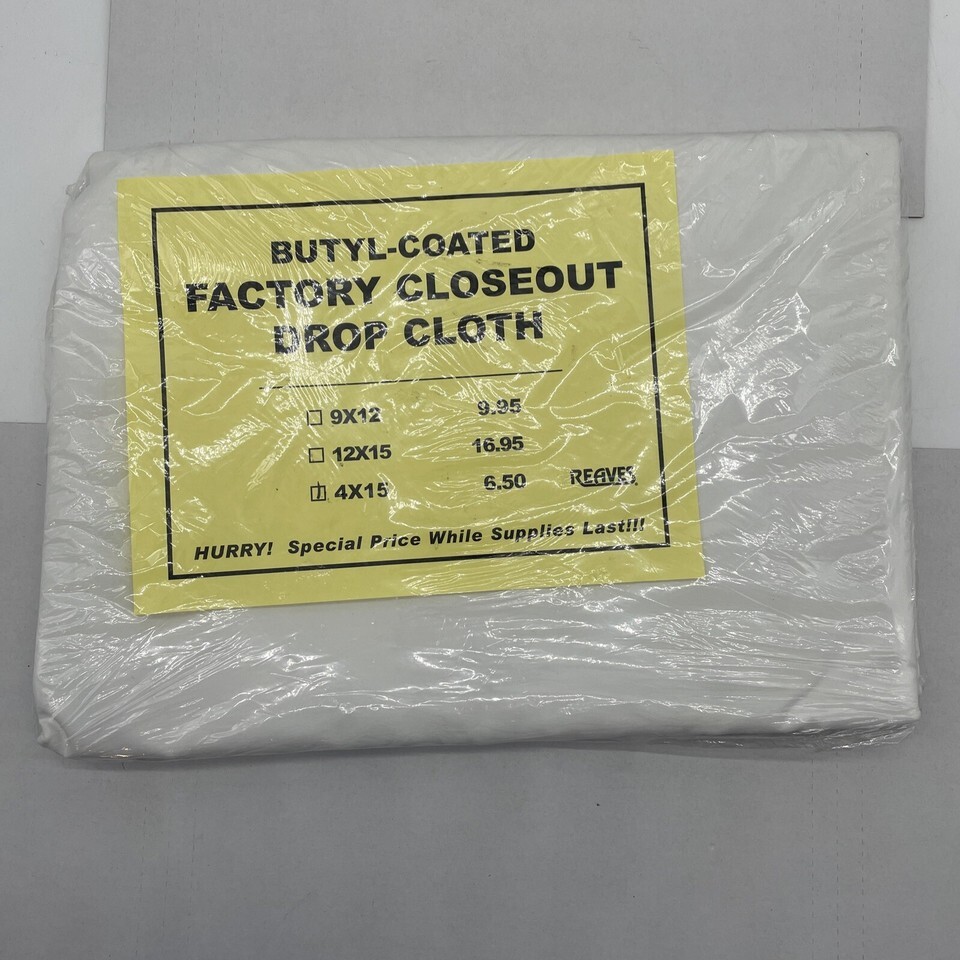 BUTYL-COATED
FACTORY CLOSEOUT
DROP CLOTH
9X12 9.95
12X15 16.95
4X15 6.50 REAVES
HURRY! Special Price While Supplies Last!!!